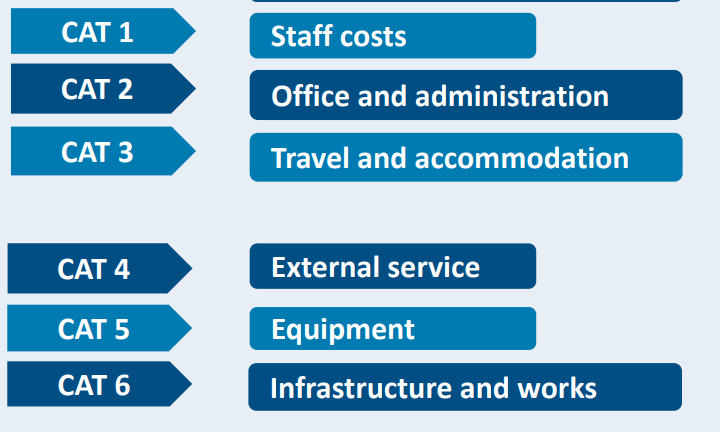 CAT 1 Staff costs
CAT 2 Office and administration
CAT 3 Travel and accommodation
CAT 4 External service
CAT 5 Equipment
CAT 6 Infrastructure and works